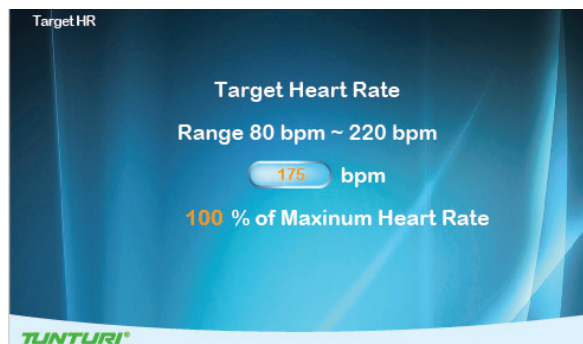 Target HR
Target Heart Rate
Range 80 bpm ~ 220 bpm
175 bpm
100 % of Maxinum Heart Rate
TUNTURI®